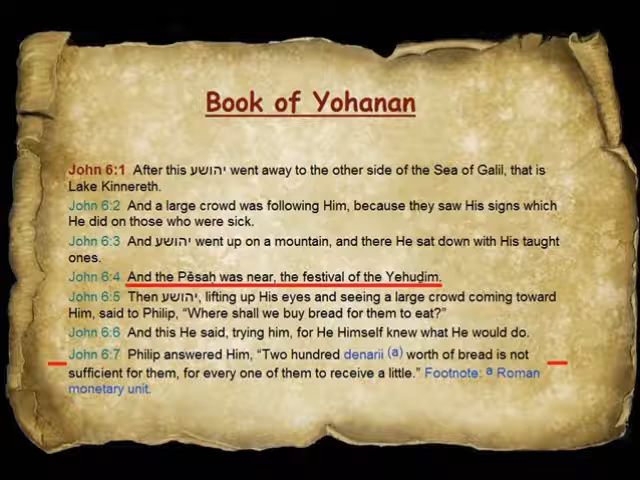 Book of Yohanan
John 6:1 After this יהושע went away to the other side of the Sea of Galil, that is
Lake Kinnereth.
John 6:2 And a large crowd was following Him, because they saw His signs which
He did on those who were sick.
John 6:3 And יהושע went up on a mountain, and there He sat down with His taught
ones.
John 6:4 And the Pĕsaḥ was near, the festival of the Yehuḏim.
John 6:5 Then יהושע, lifting up His eyes and seeing a large crowd coming toward
Him, said to Philip, “Where shall we buy bread for them to eat?”
John 6:6 And this He said, trying him, for He Himself knew what He would do.
John 6:7 Philip answered Him, “Two hundred denarii (a) worth of bread is not
sufficient for them, for every one of them to receive a little.” Footnote: a Roman
monetary unit.